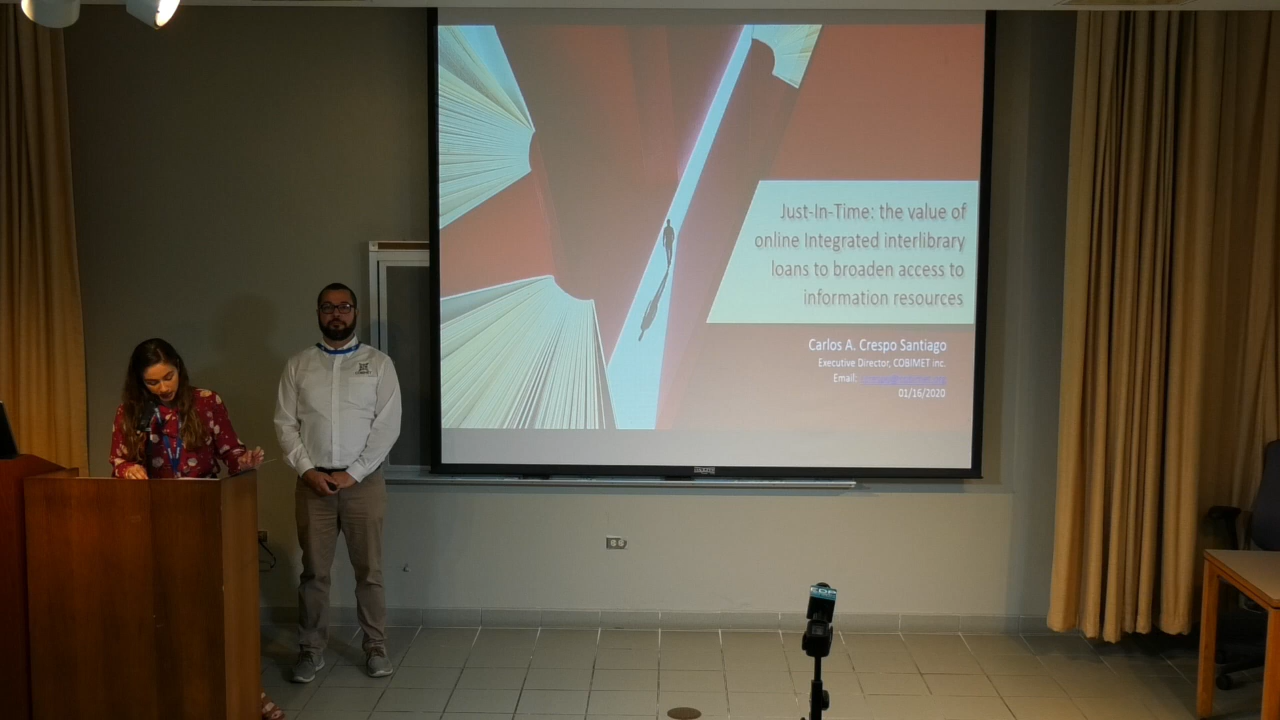 Just-In-Time: the value of
online Integrated interlibrary
loans to broaden access to
information resources
Carlos A. Crespo Santiago
Executive Director, COBIMET inc.
Email:
01/16/2020
EDP